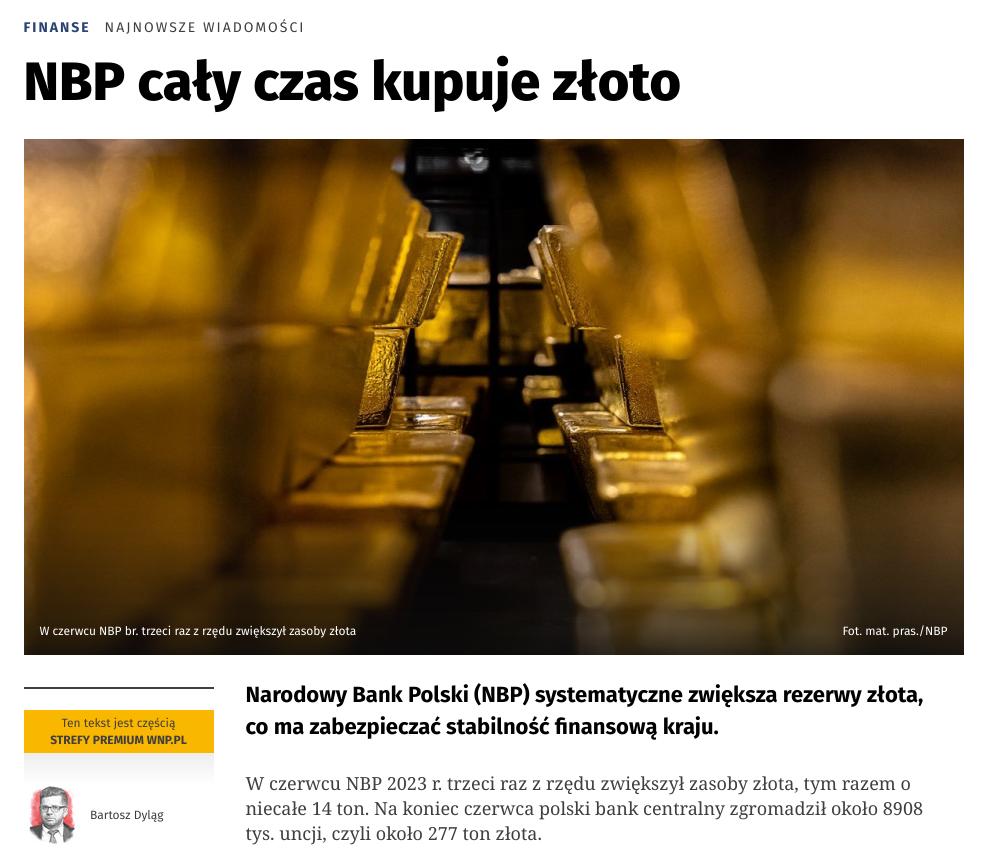 FINANSE NAJNOWSZE WIADOMOŚCI
NBP cały czas kupuje złoto
W czerwcu NBP br. trzeci raz z rzędu zwiększył zasoby złota
Fot. mat. pras./NBP
Ten tekst jest częścią
STREFY PREMIUM WNP.PL
Bartosz Dyląg
Narodowy Bank Polski (NBP) systematyczne zwiększa rezerwy złota,
co ma zabezpieczać stabilność finansową kraju.
W czerwcu NBP 2023 r. trzeci raz z rzędu zwiększył zasoby złota, tym razem o
niecałe 14 ton. Na koniec czerwca polski bank centralny zgromadził około 8908
tys. uncji, czyli około 277 ton złota.